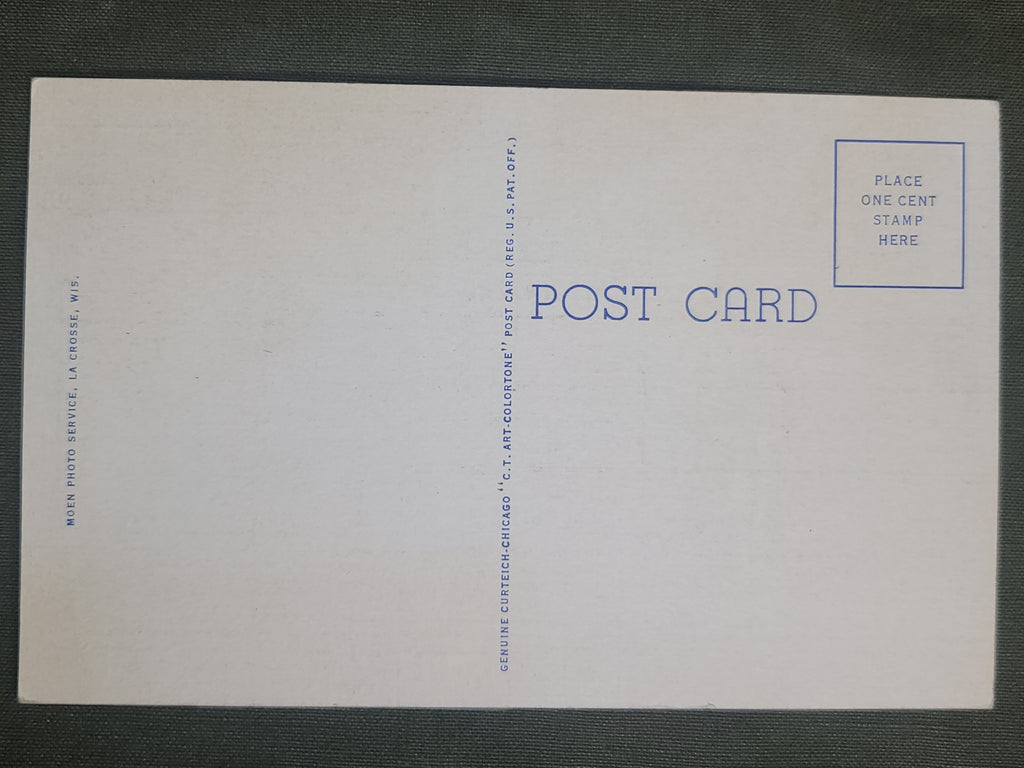 MOEN PHOTO SERVICE, LA CROSSE, WIS.
GENUINE CURTEICH-CHICAGO "C.T. ART-COLORTONE" POST CARD (REG. U.S. PAT. OFF.)
POST CARD
PLACE
ONE CENT
STAMP
HERE